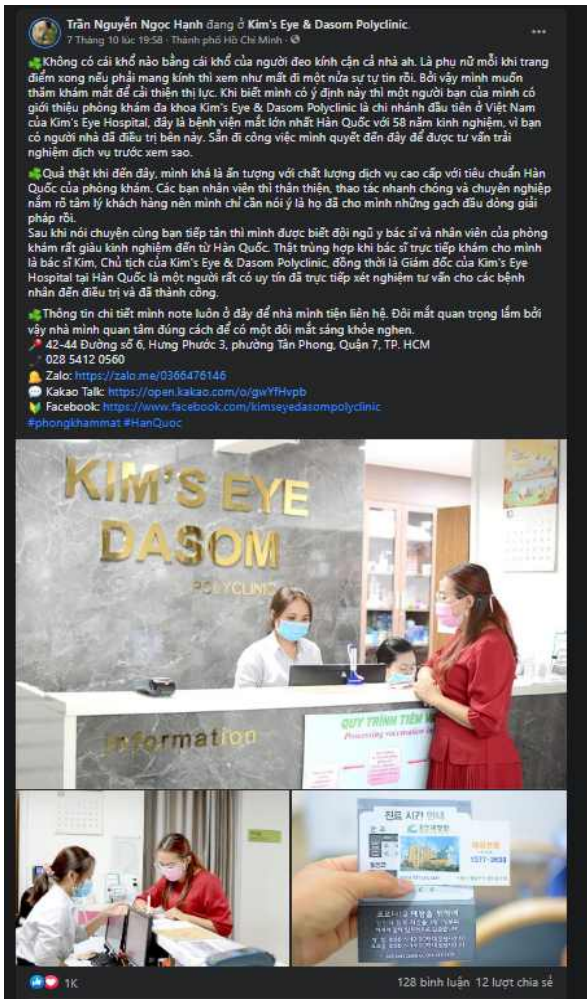 Trần Nguyễn Ngọc Hạnh đang ở Kim's Eye & Dasom Polyclinic.
7 Tháng 10 lúc 19:58 · Thành phố Hồ Chí Minh ·
Không có cái khổ nào bằng cái khổ của người đeo kính cận cả nhà ah. Là phụ nữ mỗi khi trang
điểm xong nếu phải mang kính thì xem như mất đi một nửa sự tự tin rồi. Bởi vậy mình muốn
thăm khám mắt để cải thiện thị lực. Khi biết mình có ý định này thì một người bạn của mình có
giới thiệu phòng khám đa khoa Kim's Eye & Dasom Polyclinic là chi nhánh đầu tiên ở Việt Nam
của Kim's Eye Hospital, đấy là bệnh viện mắt lớn nhất Hàn Quốc với 58 năm kinh nghiệm, vì bạn
có người nhà đã điều trị bên này. Sẵn đi công việc mình quyết đến đây để được tư vấn trải
nghiệm dịch vụ trước xem sao.
Quả thật khi đến đây, mình khá là ấn tượng với chất lượng dịch vụ cao cấp với tiêu chuẩn Hàn
Quốc của phòng khám. Các bạn nhân viên thì thân thiện, thao tác nhanh chóng và chuyên nghiệp
nắm rõ tâm lý khách hàng nên mình chỉ cần nói ý là họ đã cho mình những gạch đầu dòng giải
pháp rồi.
Sau khi nói chuyện cùng bạn tiếp tân thì mình được biết đội ngũ y bác sĩ và nhân viên của phòng
khám rất giàu kinh nghiệm đến từ Hàn Quốc. Thật trùng hợp khi bác sĩ trực tiếp khám cho mình
là bác sĩ Kim, Chủ tịch của Kim's Eye & Dasom Polyclinic, đồng thời là Giám đốc của Kim's Eye
Hospital tại Hàn Quốc là một người rất có uy tín đã trực tiếp xét nghiệm tư vấn cho các bệnh
nhân đến điều trị và đã thành công.
Thông tin chi tiết mình note luôn ở đây để nhà mình tiện liên hệ. Đôi mắt quan trọng lắm bởi
vậy nhà mình quan tâm đúng cách để có một đôi mắt sáng khỏe nghen.
42-44 Đường số 6, Hưng Phước 3, phường Tân Phong, Quận 7, TP. HCM
028 5412 0560
Zalo: https://zalo.me/0366476146
Kakao Talk: https://open.kakao.com/o/gwYfHvpb
Facebook: https://www.facebook.com/kimseyedasompolyclinic
#phongkhammat #HanQuoc
KIM'S EYE
DASOM
POLYCLINIC
Information
QUY TRÌNH TIÊM
Processing vaccination
진료 시간 안내
1577-2639
1K
128 bình luận 12 lượt chia sẻ